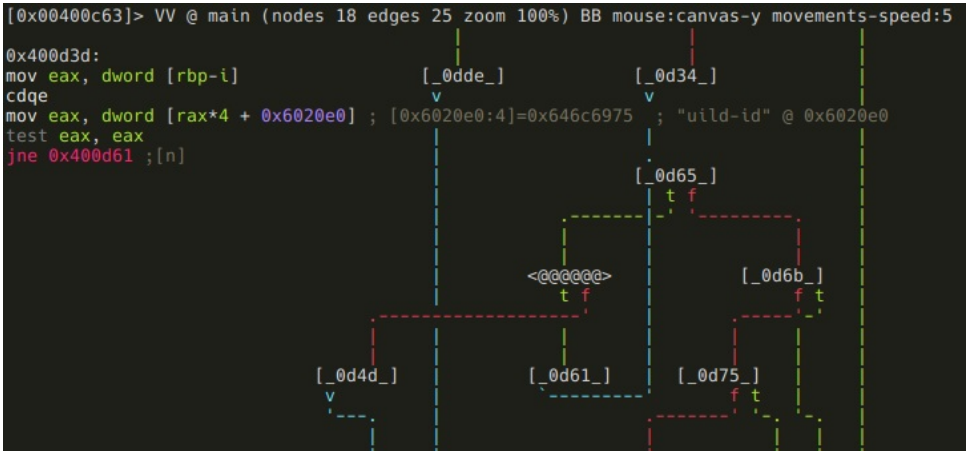 [0x00400c63]> VV @ main (nodes 18 edges 25 zoom 100%) BB mouse:canvas-y movements-speed:5
0x400d3d:
mov eax, dword [rbp-i] [_0dde_] [_0d34_]
cdqe v v
mov eax, dword [rax*4 + 0x6020e0] ; [0x6020e0:4]=0x646c6975 ; "uild-id" @ 0x6020e0
test eax, eax
jne 0x400d61 ;[n]
[_0d65_]
t f
<@@@@@@> [_0d6b_]
t f f t
[_0d4d_] [_0d61_] [_0d75_]
v f t